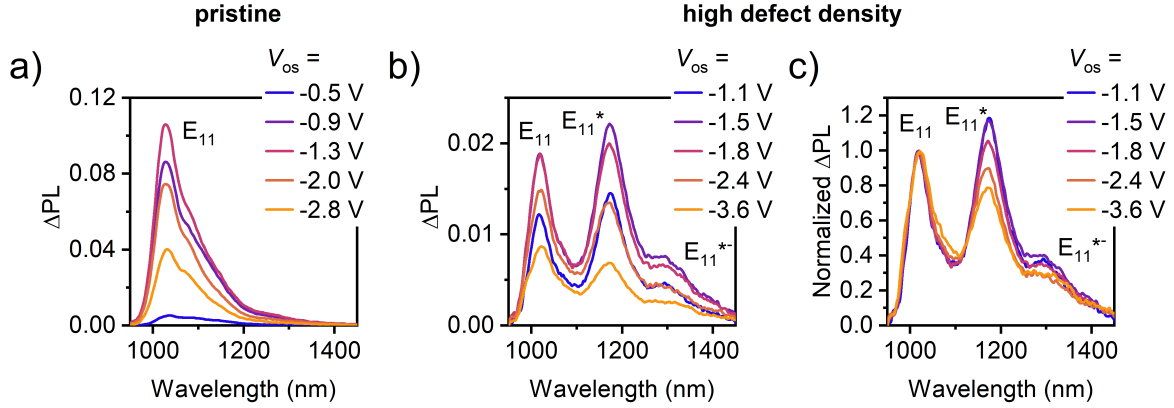 pristine
high defect density
a)
Vos =
-0.5 V
-0.9 V
-1.3 V
-2.0 V
-2.8 V
E11
0.12
0.08
0.04
0.00
ΔPL
1000 1200 1400
Wavelength (nm)
b)
Vos =
-1.1 V
-1.5 V
-1.8 V
-2.4 V
-3.6 V
E11
E11*
E11*-
0.02
0.01
0.00
ΔPL
1000 1200 1400
Wavelength (nm)
c)
Vos =
-1.1 V
-1.5 V
-1.8 V
-2.4 V
-3.6 V
E11
E11*
E11*-
1.2
1.0
0.8
0.6
0.4
0.2
0.0
Normalized ΔPL
1000 1200 1400
Wavelength (nm)